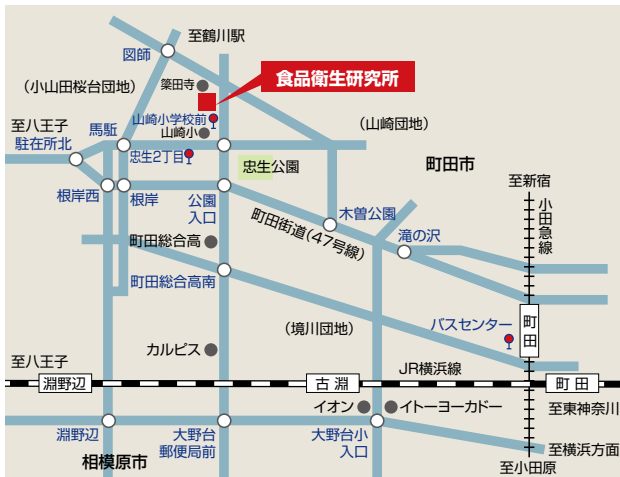 至鶴川駅
図師
簗田寺
食品衛生研究所
(小山田桜台団地)
山崎小学校前
山崎小
(山崎団地)
至八王子
駐在所北
馬駈
忠生2丁目
忠生公園
町田市
至新宿
小田急線
根岸西
根岸
公園
入口
木曽公園
町田街道(47号線)
滝の沢
町田総合高
町田総合高南
(境川団地)
バスセンター
町田
カルピス
至八王子
JR横浜線
淵野辺
古淵
町田
イオン
イトーヨーカドー
至東神奈川
淵野辺
大野台
郵便局前
大野台小
入口
至横浜方面
相模原市
至小田原